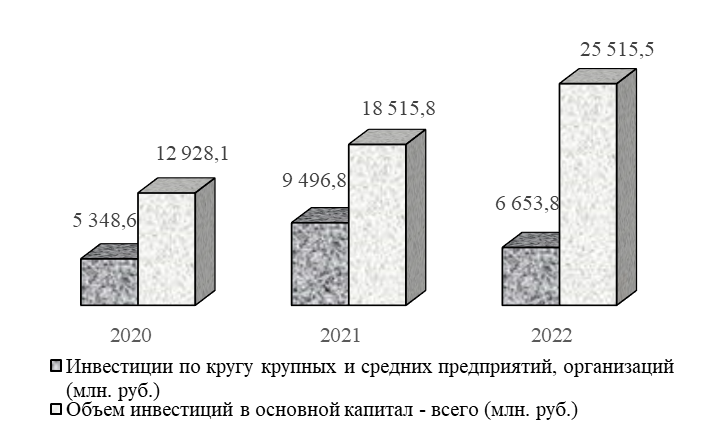 25 515,5
18 515,8
12 928,1
9 496,8
6 653,8
5 348,6
2020 2021 2022
Инвестиции по кругу крупных и средних предприятий, организаций
(млн. руб.)
Объем инвестиций в основной капитал - всего (млн. руб.)